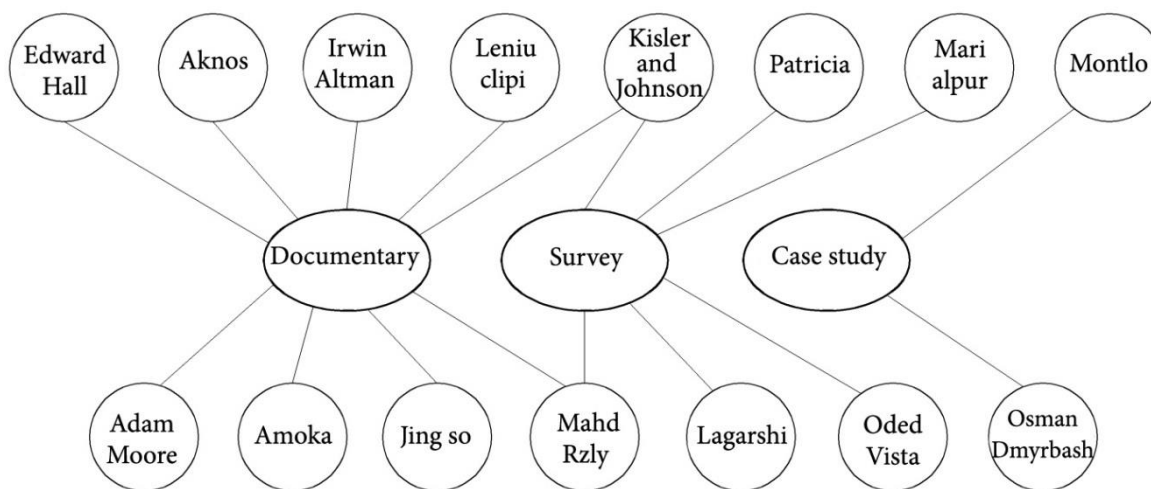 Edward
Hall
Aknos
Irwin
Altman
Leniu
clipi
Kisler
and
Johnson
Patricia
Mari
alpur
Montlo
Documentary
Survey
Case study
Adam
Moore
Amoka
Jing so
Mahd
Rzly
Lagarshi
Oded
Vista
Osman
Dmyrbash